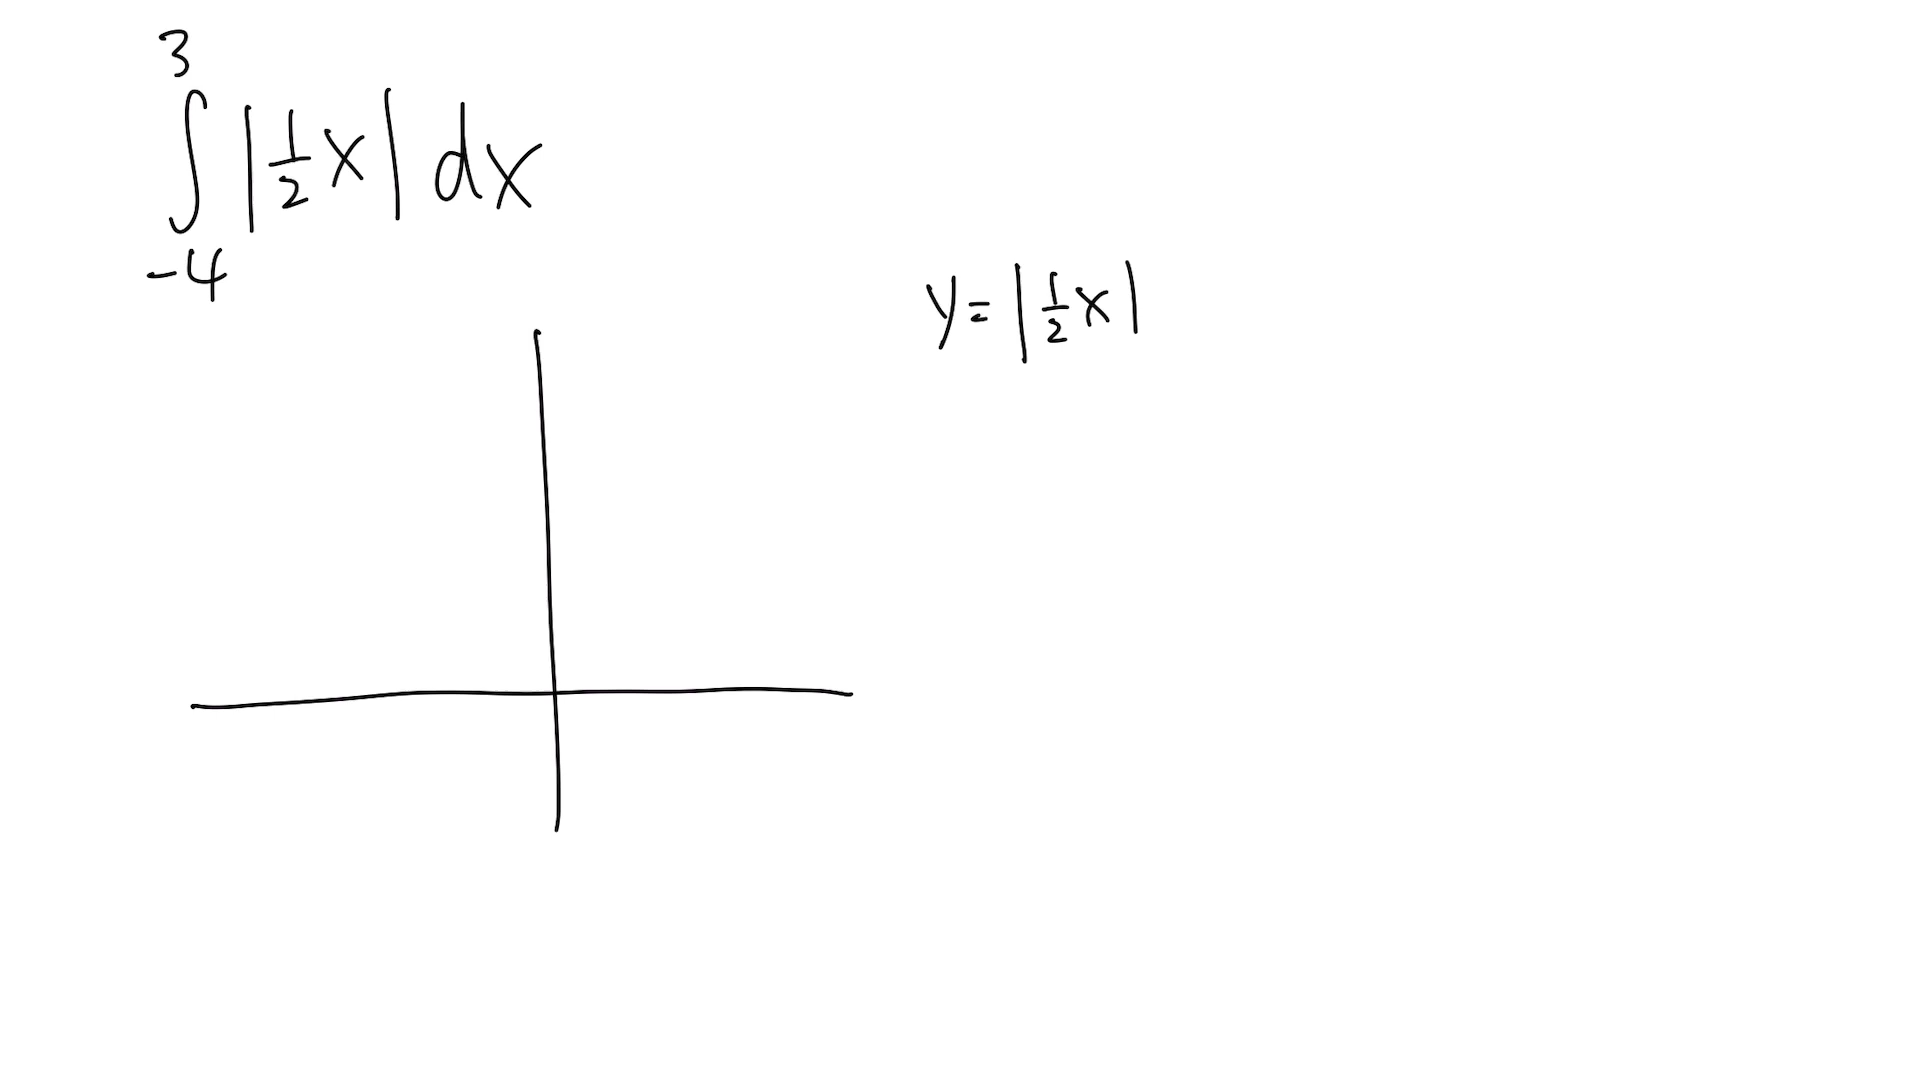 ∫_{-4}^{3} |½x| dx
y = |½x|